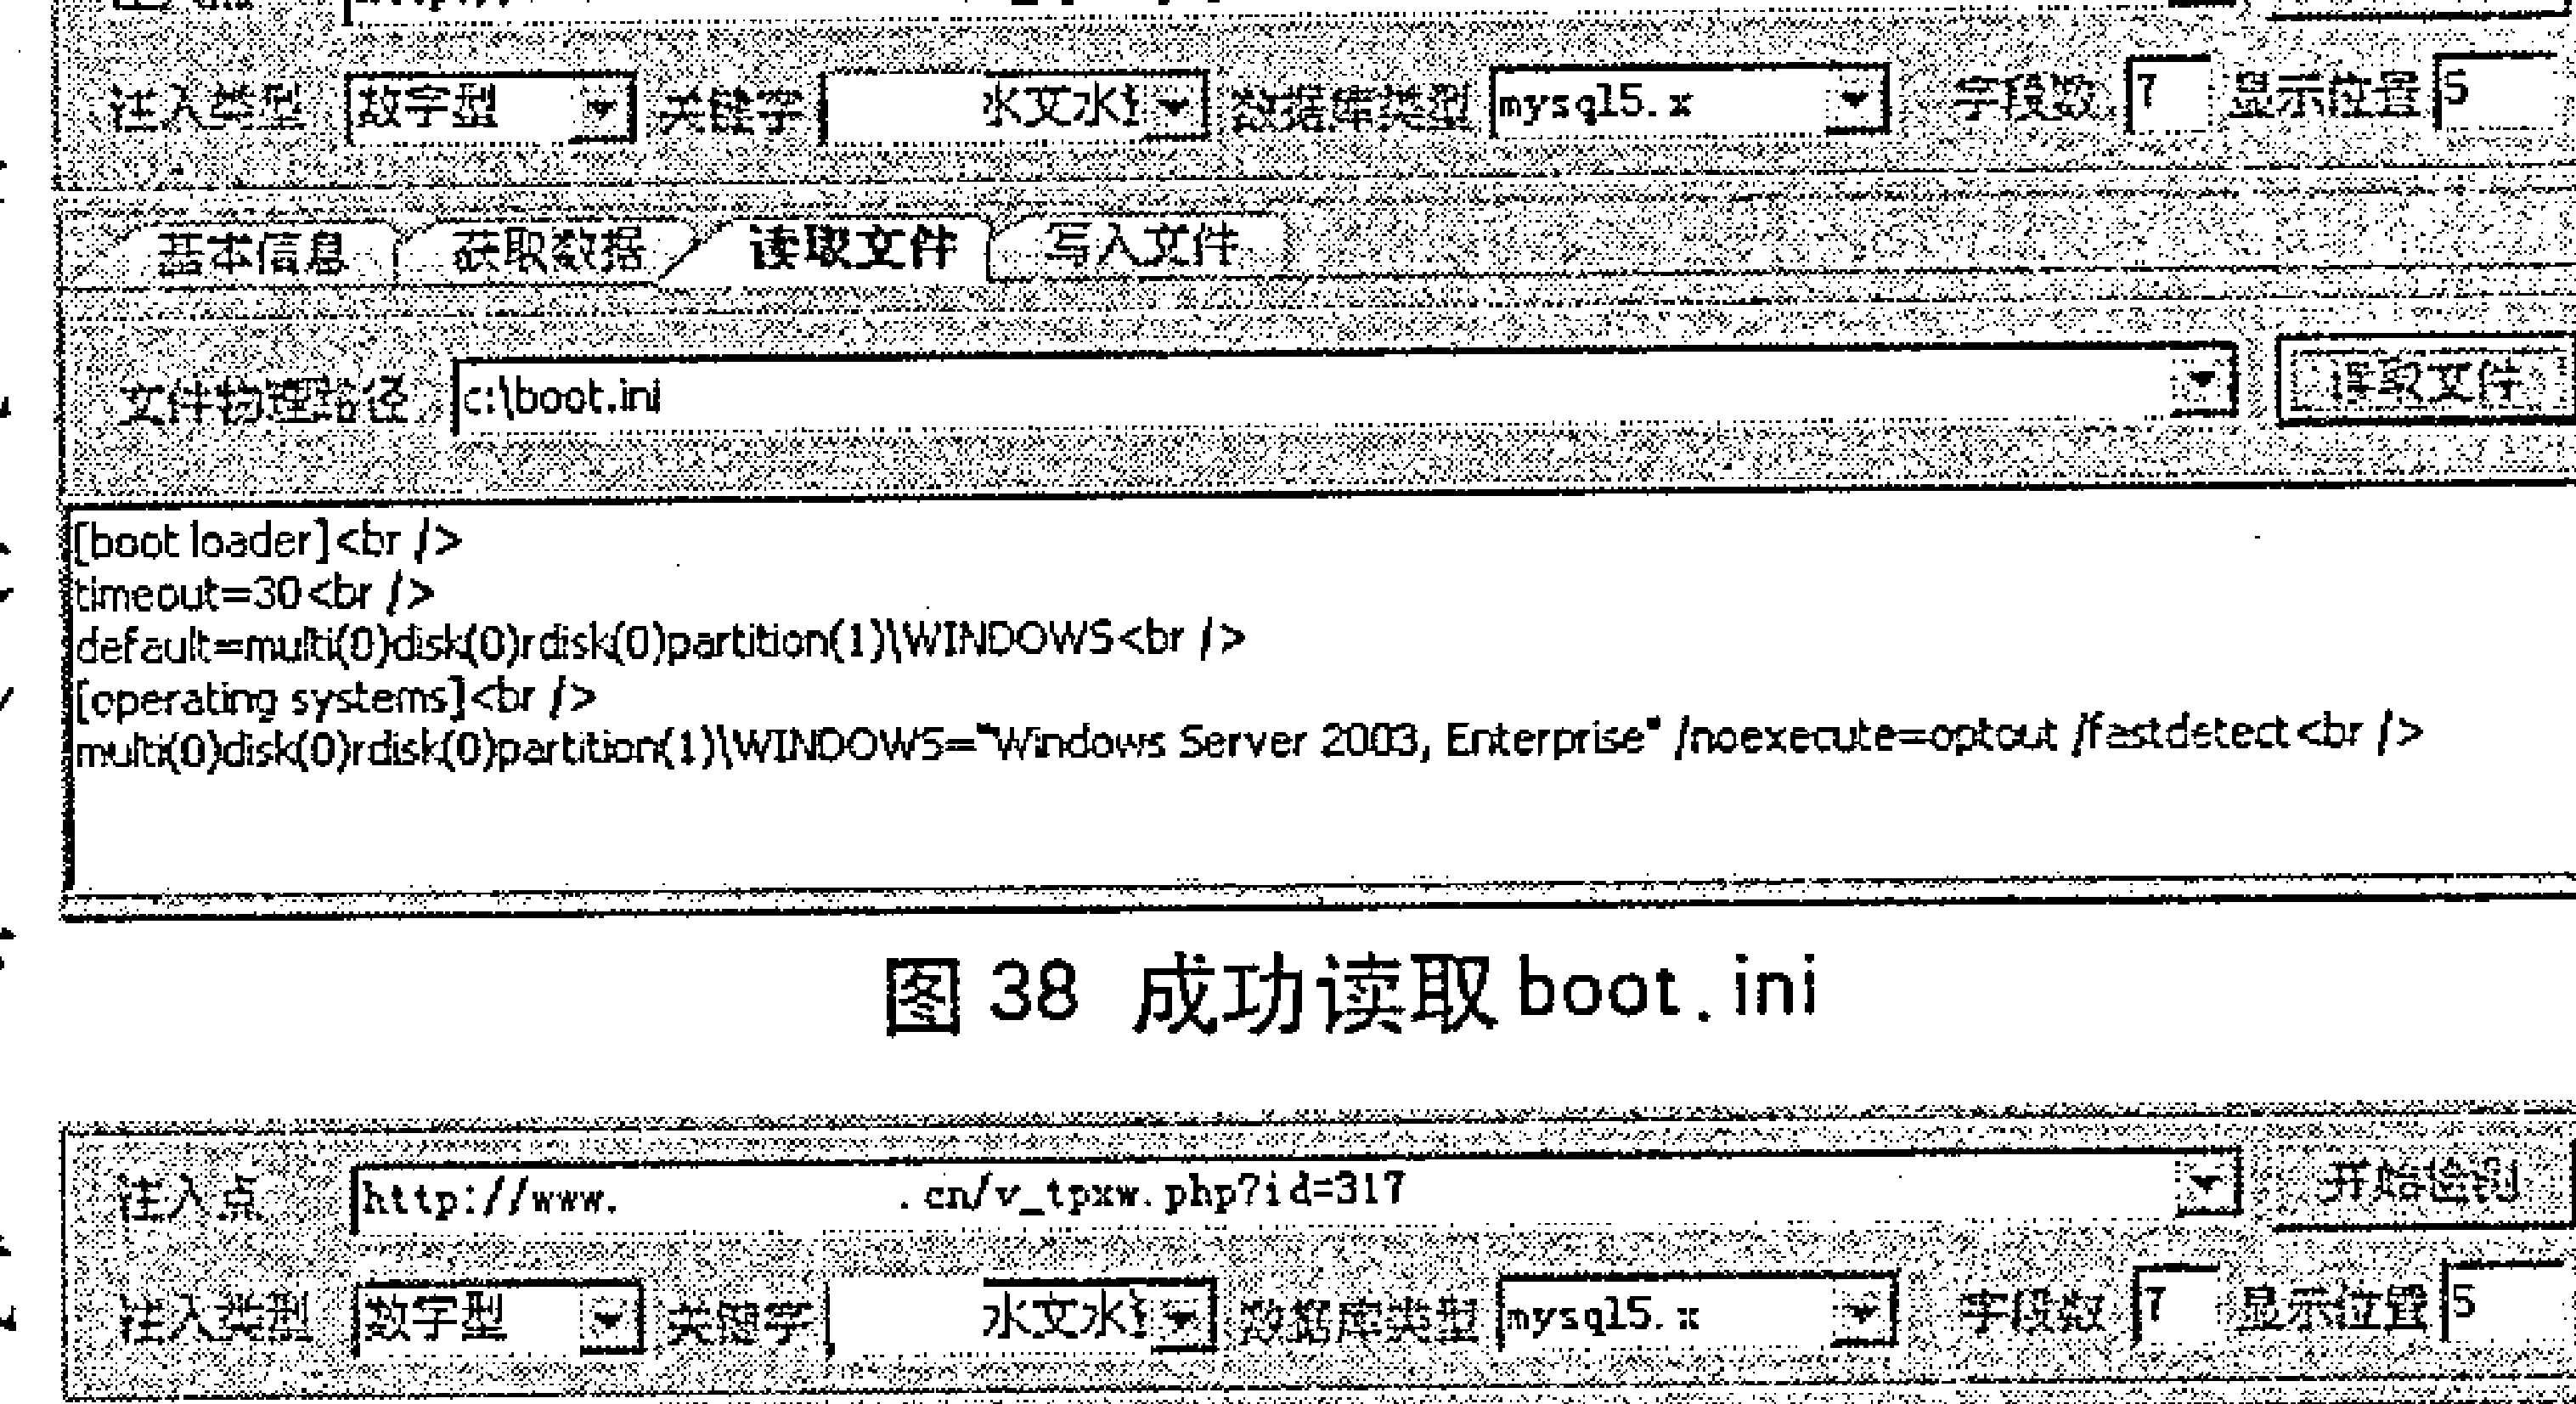 注入类型 数字型 关键字 水文水 数据库类型 mysql5.x 字段数 7 显示位置 5
基本信息 获取数据 读取文件 写入文件
文件物理路径 c:\boot.ini 读取文件
[boot loader]<br />
timeout=30<br />
default=multi(0)disk(0)rdisk(0)partition(1)\WINDOWS<br />
[operating systems]<br />
multi(0)disk(0)rdisk(0)partition(1)\WINDOWS="Windows Server 2003, Enterprise" /noexecute=optout /fastdetect<br />
图 38 成功读取boot.ini
注入点 http://www. .cn/v_tpxw.php?id=317 开始检测
注入类型 数字型 关键字 水文水 数据库类型 mysql5.x 字段数 7 显示位置 5